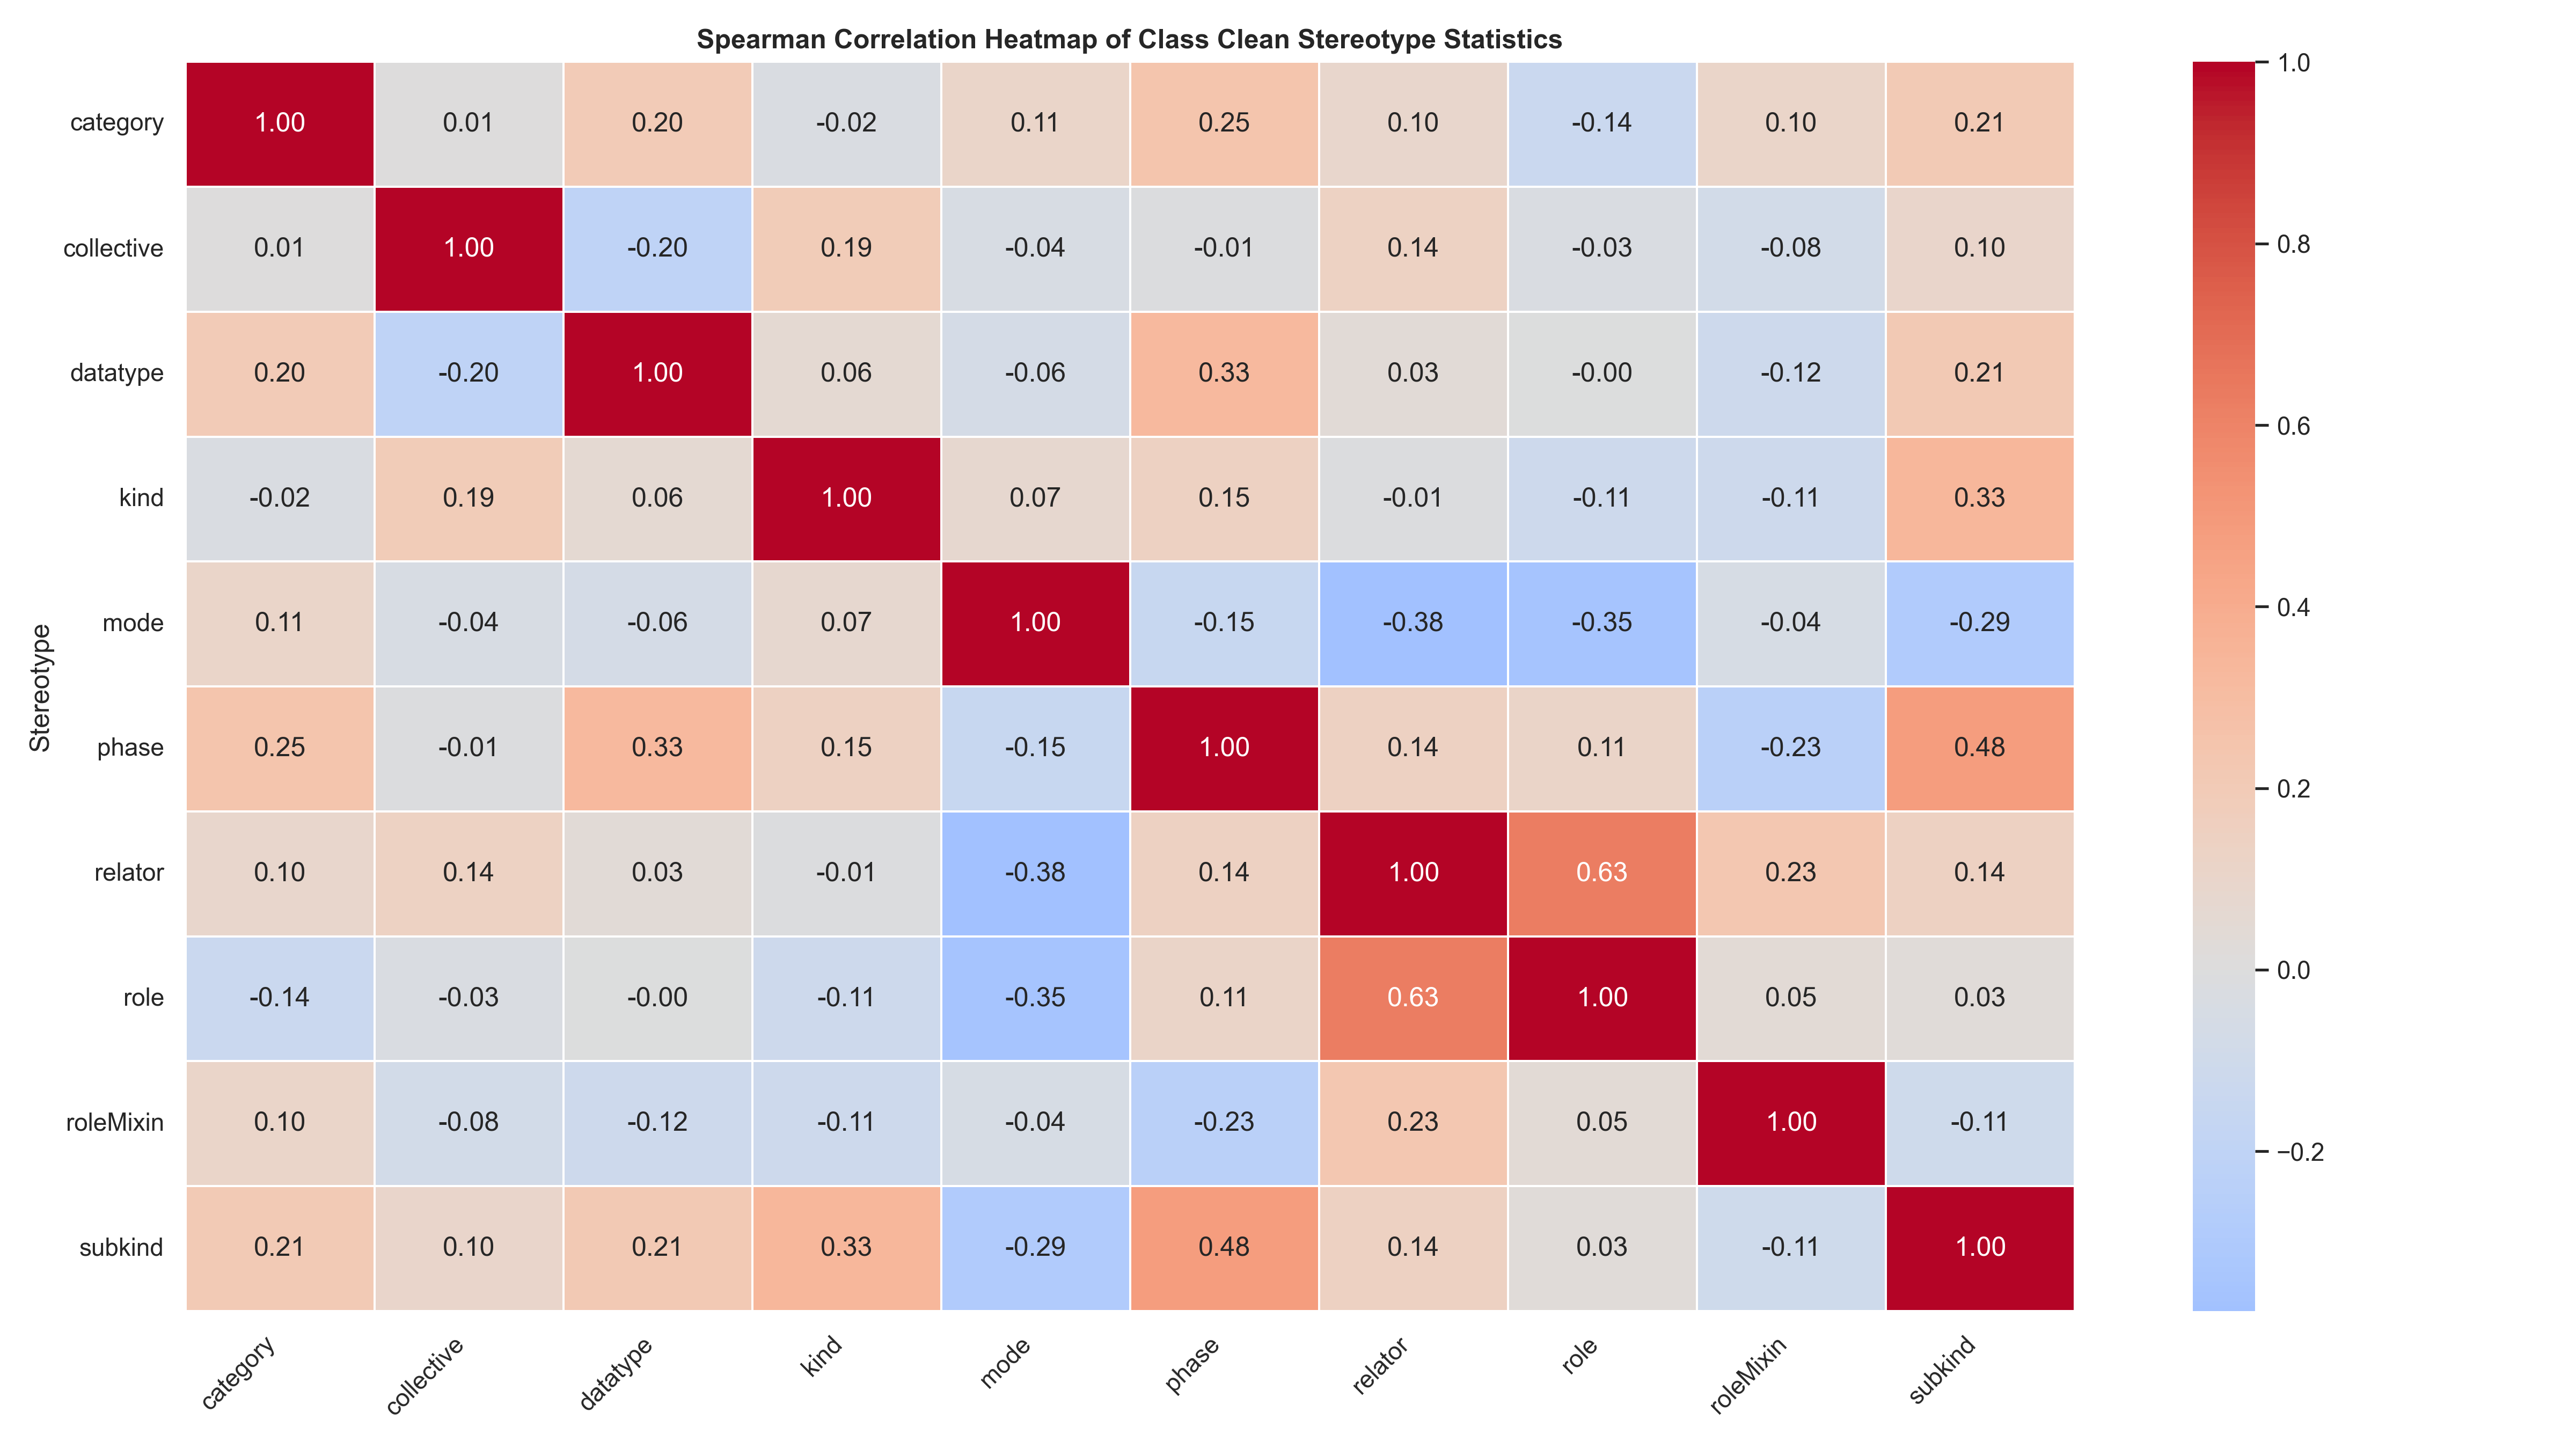 Spearman Correlation Heatmap of Class Clean Stereotype Statistics
category 1.00 0.01 0.20 -0.02 0.11 0.25 0.10 -0.14 0.10 0.21
collective 0.01 1.00 -0.20 0.19 -0.04 -0.01 0.14 -0.03 -0.08 0.10
datatype 0.20 -0.20 1.00 0.06 -0.06 0.33 0.03 -0.00 -0.12 0.21
kind -0.02 0.19 0.06 1.00 0.07 0.15 -0.01 -0.11 -0.11 0.33
mode 0.11 -0.04 -0.06 0.07 1.00 -0.15 -0.38 -0.35 -0.04 -0.29
phase 0.25 -0.01 0.33 0.15 -0.15 1.00 0.14 0.11 -0.23 0.48
relator 0.10 0.14 0.03 -0.01 -0.38 0.14 1.00 0.63 0.23 0.14
role -0.14 -0.03 -0.00 -0.11 -0.35 0.11 0.63 1.00 0.05 0.03
roleMixin 0.10 -0.08 -0.12 -0.11 -0.04 -0.23 0.23 0.05 1.00 -0.11
subkind 0.21 0.10 0.21 0.33 -0.29 0.48 0.14 0.03 -0.11 1.00
category collective datatype kind mode phase relator role roleMixin subkind
Stereotype
1.0
0.8
0.6
0.4
0.2
0.0
−0.2